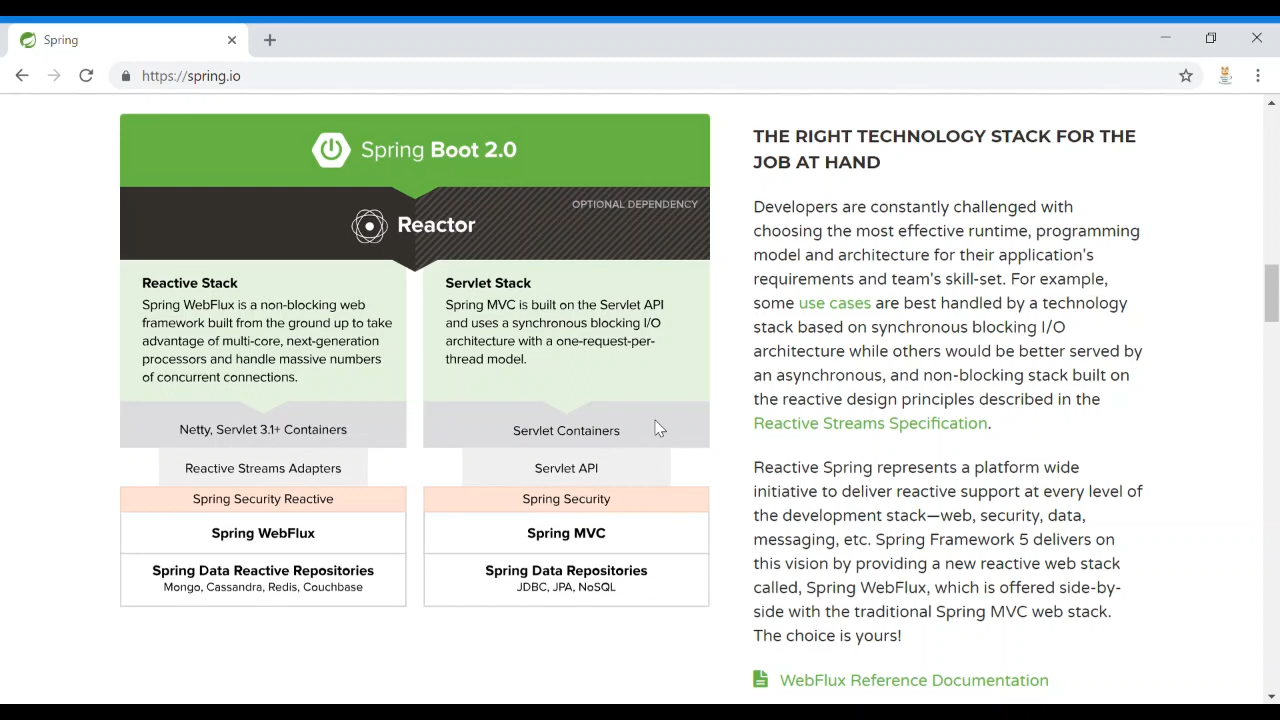 Spring
https://spring.io
Spring Boot 2.0
OPTIONAL DEPENDENCY
Reactor
Reactive Stack
Spring WebFlux is a non-blocking web
framework built from the ground up to take
advantage of multi-core, next-generation
processors and handle massive numbers
of concurrent connections.
Netty, Servlet 3.1+ Containers
Reactive Streams Adapters
Spring Security Reactive
Spring WebFlux
Spring Data Reactive Repositories
Mongo, Cassandra, Redis, Couchbase
Servlet Stack
Spring MVC is built on the Servlet API
and uses a synchronous blocking I/O
architecture with a one-request-per-
thread model.
Servlet Containers
Servlet API
Spring Security
Spring MVC
Spring Data Repositories
JDBC, JPA, NoSQL
THE RIGHT TECHNOLOGY STACK FOR THE
JOB AT HAND
Developers are constantly challenged with
choosing the most effective runtime, programming
model and architecture for their application's
requirements and team's skill-set. For example,
some use cases are best handled by a technology
stack based on synchronous blocking I/O
architecture while others would be better served by
an asynchronous, and non-blocking stack built on
the reactive design principles described in the
Reactive Streams Specification.
Reactive Spring represents a platform wide
initiative to deliver reactive support at every level of
the development stack—web, security, data,
messaging, etc. Spring Framework 5 delivers on
this vision by providing a new reactive web stack
called, Spring WebFlux, which is offered side-by-
side with the traditional Spring MVC web stack.
The choice is yours!
WebFlux Reference Documentation